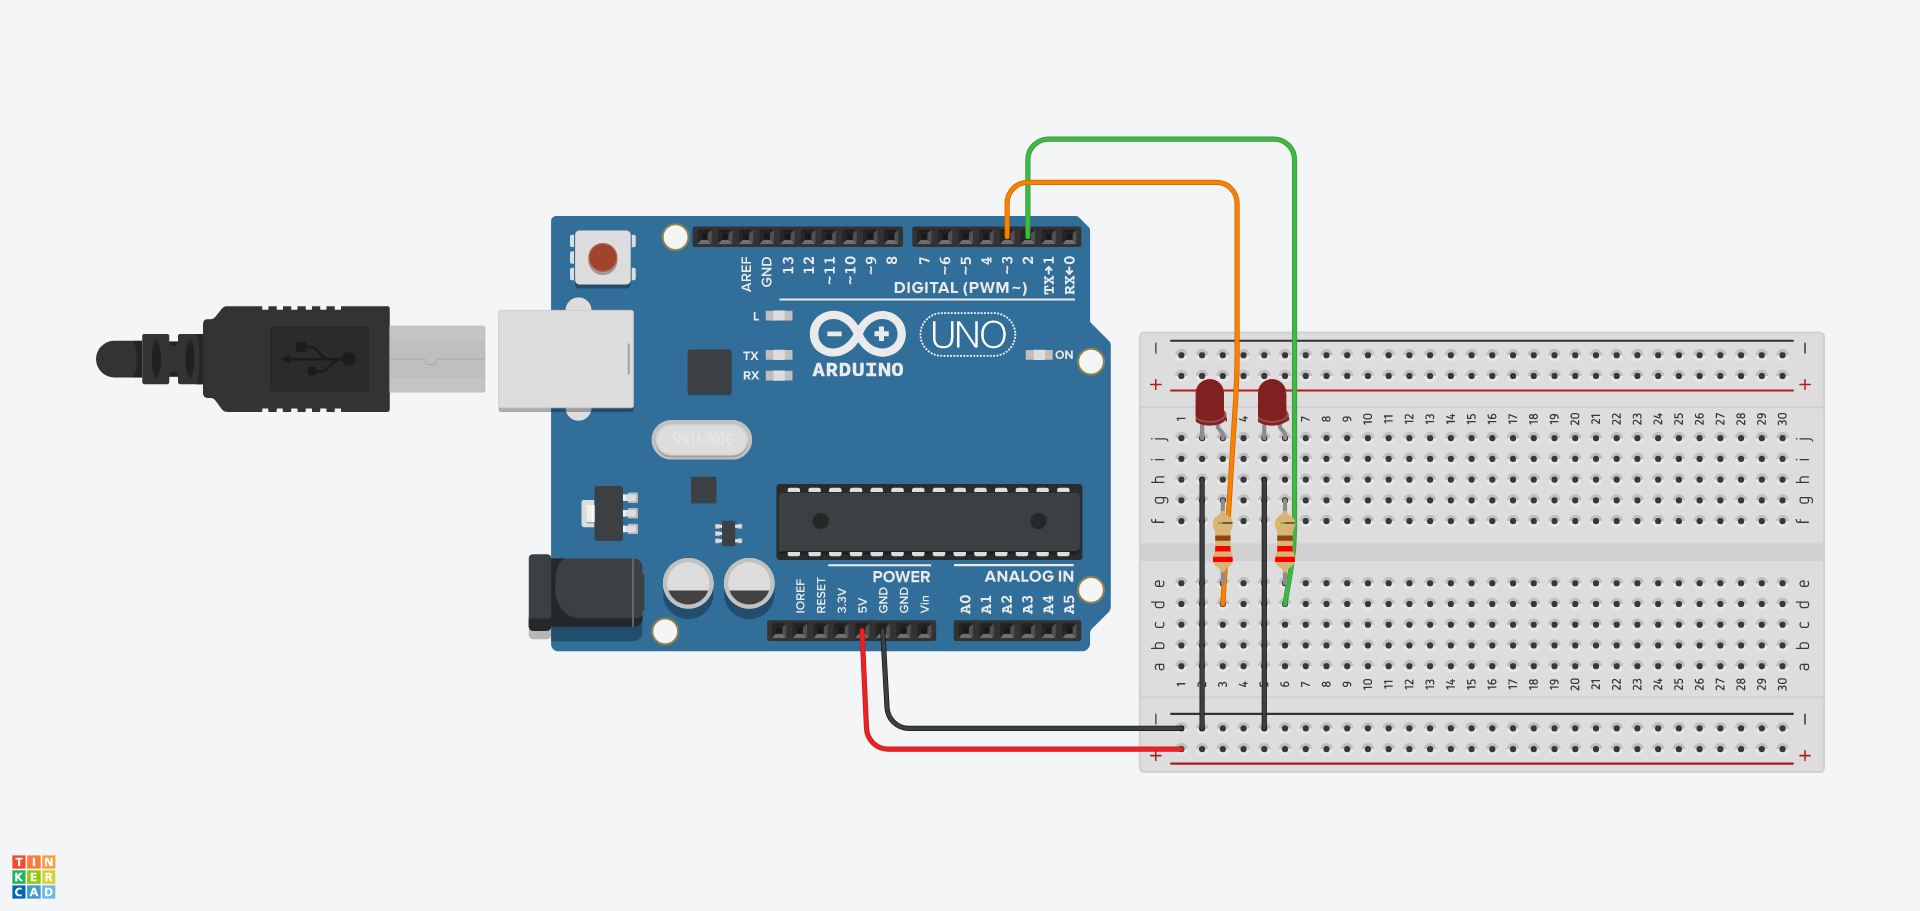 AREF
GND
13
12
~11
~10
~9
8
7
~6
~5
4
~3
2
TX→1
RX←0
DIGITAL (PWM~)
L
TX
RX
ARDUINO
UNO
ON
SPK16.000G
POWER
ANALOG IN
IOREF
RESET
3.3V
5V
GND
GND
Vin
A0
A1
A2
A3
A4
A5
− −
+ +
1 4 7 8 9 10 11 12 13 14 15 16 17 18 19 20 21 22 23 24 25 26 27 28 29 30
j j
i i
h h
g g
f f
e e
d d
c c
b b
a a
1 3 4 6 7 8 9 10 11 12 13 14 15 16 17 18 19 20 21 22 23 24 25 26 27 28 29 30
− −
+ +
TIN
KER
CAD